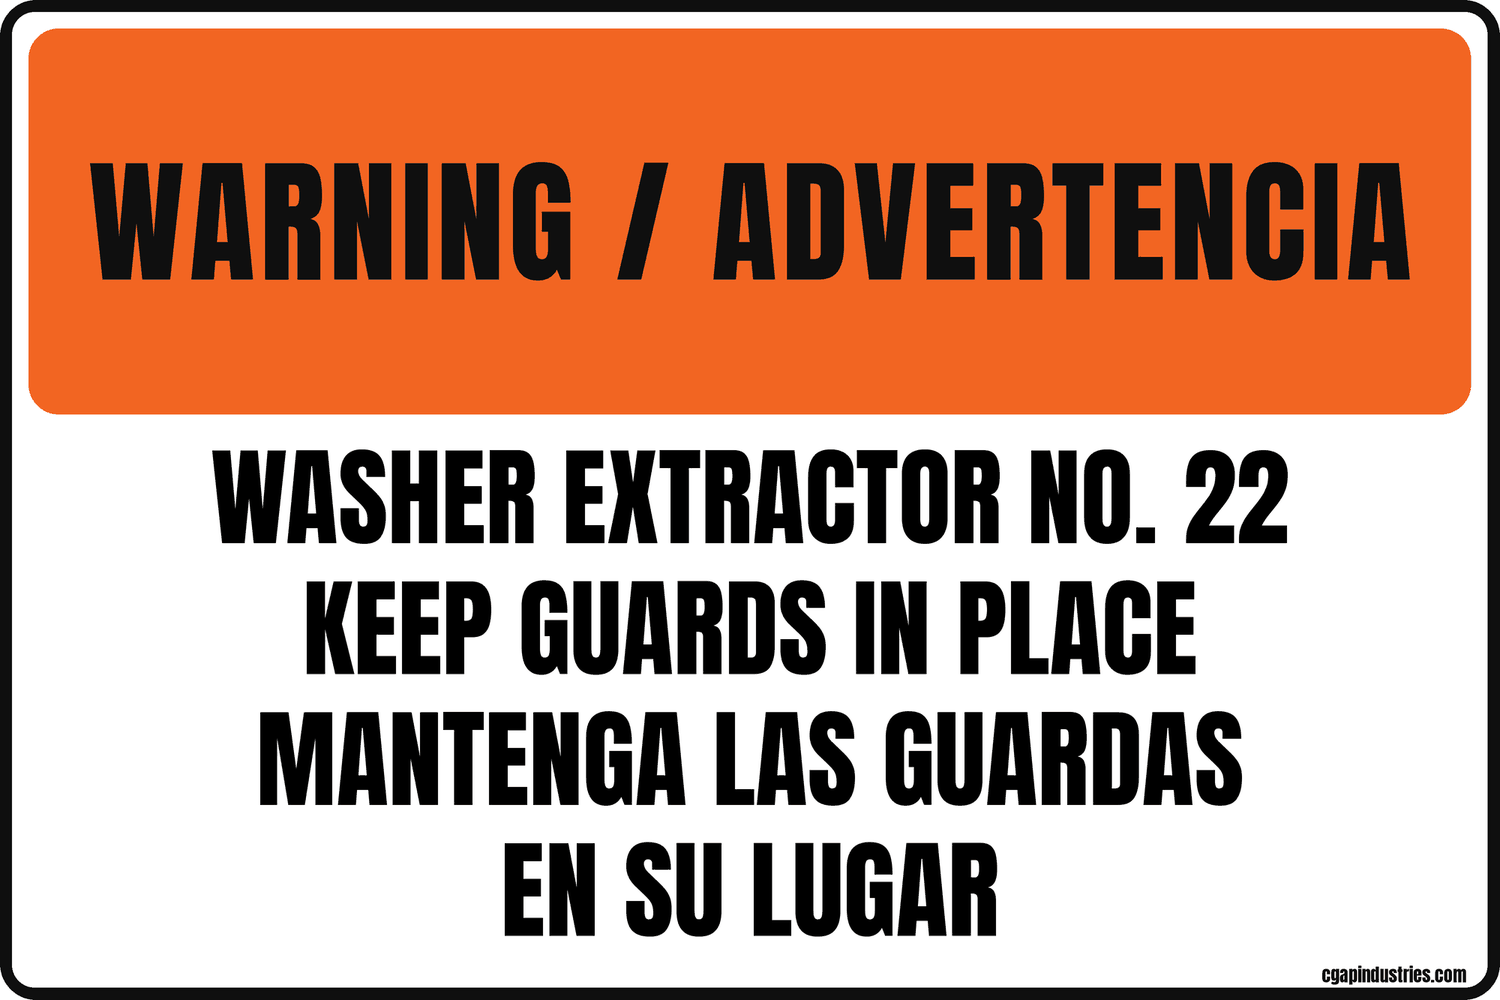 WARNING / ADVERTENCIA
WASHER EXTRACTOR NO. 22
KEEP GUARDS IN PLACE
MANTENGA LAS GUARDAS
EN SU LUGAR
cgapindustries.com